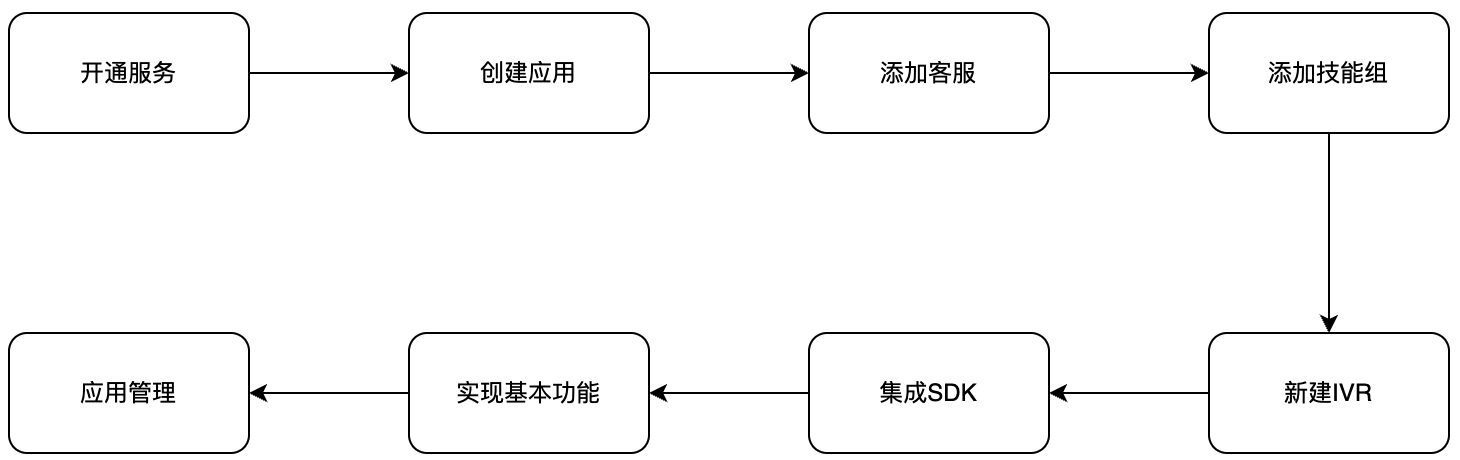 开通服务
创建应用
添加客服
添加技能组
新建IVR
集成SDK
实现基本功能
应用管理